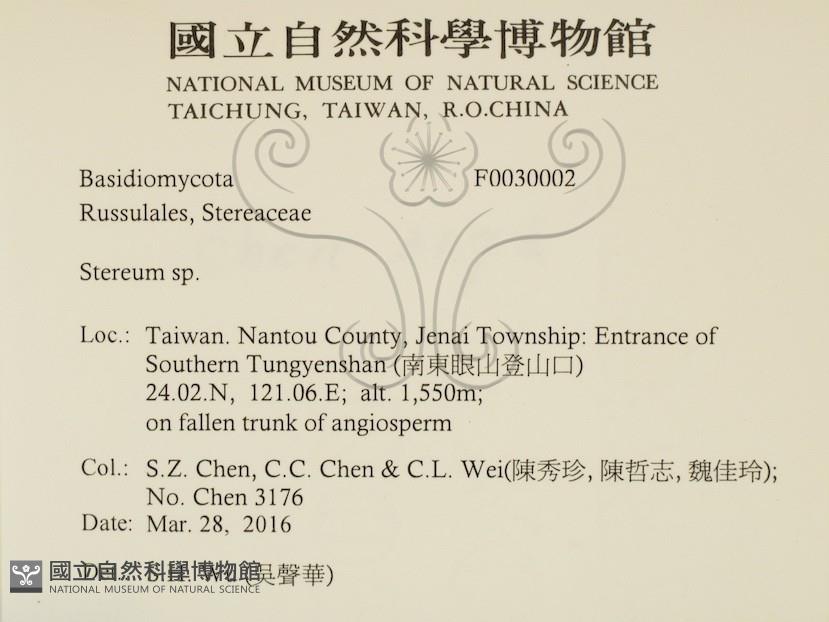 國立自然科學博物館
NATIONAL MUSEUM OF NATURAL SCIENCE
TAICHUNG, TAIWAN, R.O.CHINA
Basidiomycota F0030002
Russulales, Stereaceae
Stereum sp.
Loc.: Taiwan. Nantou County, Jenai Township: Entrance of
Southern Tungyenshan (南東眼山登山口)
24.02.N, 121.06.E; alt. 1,550m;
on fallen trunk of angiosperm
Col.: S.Z. Chen, C.C. Chen & C.L. Wei(陳秀珍, 陳哲志, 魏佳玲);
No. Chen 3176
Date: Mar. 28, 2016
(吳聲華)
國立自然科學博物館
NATIONAL MUSEUM OF NATURAL SCIENCE